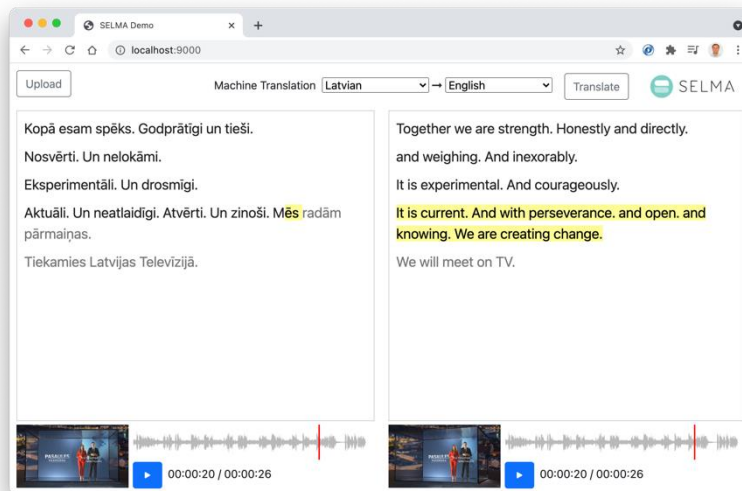 SELMA Demo
localhost:9000
Upload
Machine Translation
Latvian
English
Translate
SELMA
Kopā esam spēks. Godprātīgi un tieši.
Nosvērti. Un nelokāmi.
Eksperimentāli. Un drosmīgi.
Aktuāli. Un neatlaidīgi. Atvērti. Un zinoši. Mēs radām
pārmaiņas.
Tiekamies Latvijas Televīzijā.
Together we are strength. Honestly and directly.
and weighing. And inexorably.
It is experimental. And courageously.
It is current. And with perseverance. and open. and
knowing. We are creating change.
We will meet on TV.
00:00:20 / 00:00:26
00:00:20 / 00:00:26